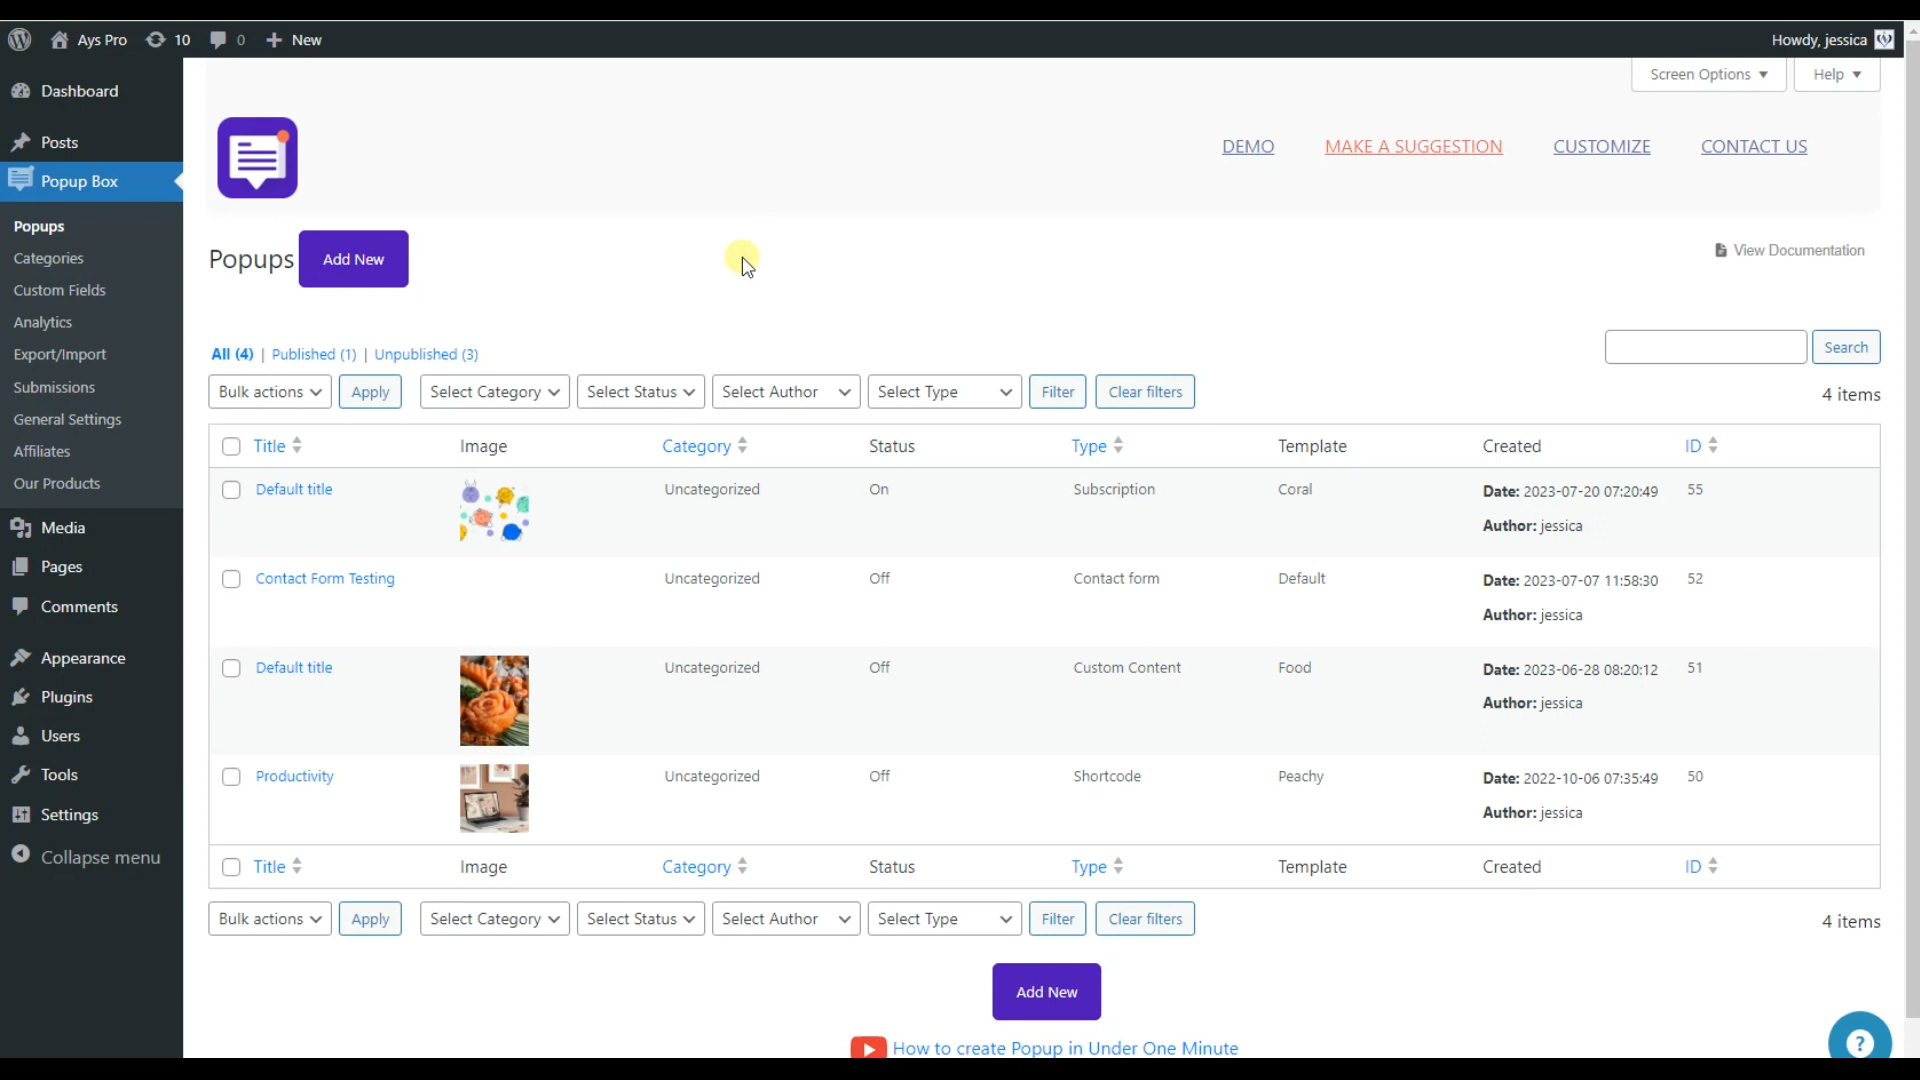 Ays Pro 10 0 New Howdy, jessica
Screen Options Help
Dashboard
Posts
Popup Box
Popups
Categories
Custom Fields
Analytics
Export/Import
Submissions
General Settings
Affiliates
Our Products
Media
Pages
Comments
Appearance
Plugins
Users
Tools
Settings
Collapse menu
DEMO MAKE A SUGGESTION CUSTOMIZE CONTACT US
Popups Add New
View Documentation
All (4) | Published (1) | Unpublished (3)
Search
Bulk actions Apply Select Category Select Status Select Author Select Type Filter Clear filters 4 items
Title Image Category Status Type Template Created ID
Default title Uncategorized On Subscription Coral Date: 2023-07-20 07:20:49 55
Author: jessica
Contact Form Testing Uncategorized Off Contact form Default Date: 2023-07-07 11:58:30 52
Author: jessica
Default title Uncategorized Off Custom Content Food Date: 2023-06-28 08:20:12 51
Author: jessica
Productivity Uncategorized Off Shortcode Peachy Date: 2022-10-06 07:35:49 50
Author: jessica
Title Image Category Status Type Template Created ID
Bulk actions Apply Select Category Select Status Select Author Select Type Filter Clear filters 4 items
Add New
How to create Popup in Under One Minute
?